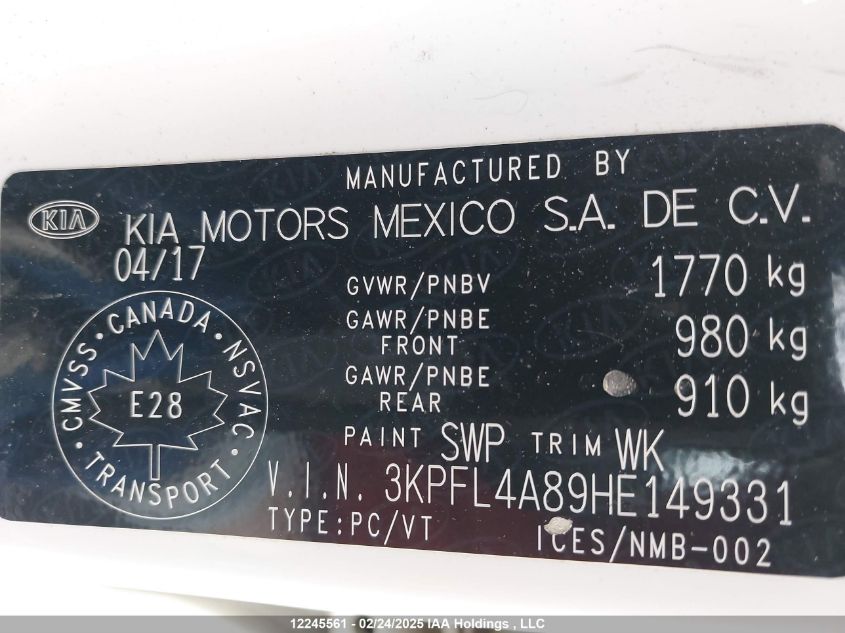 MANUFACTURED BY
KIA KIA MOTORS MEXICO S.A. DE C.V.
04/17
GVWR/PNBV 1770 kg
GAWR/PNBE FRONT 980 kg
GAWR/PNBE REAR 910 kg
CANADA
CMVSS • NSVAC
E28
TRANSPORT
PAINT SWP TRIM WK
V.I.N. 3KPFL4A89HE149331
TYPE:PC/VT ICES/NMB-002
12245561 - 02/24/2025 IAA Holdings , LLC